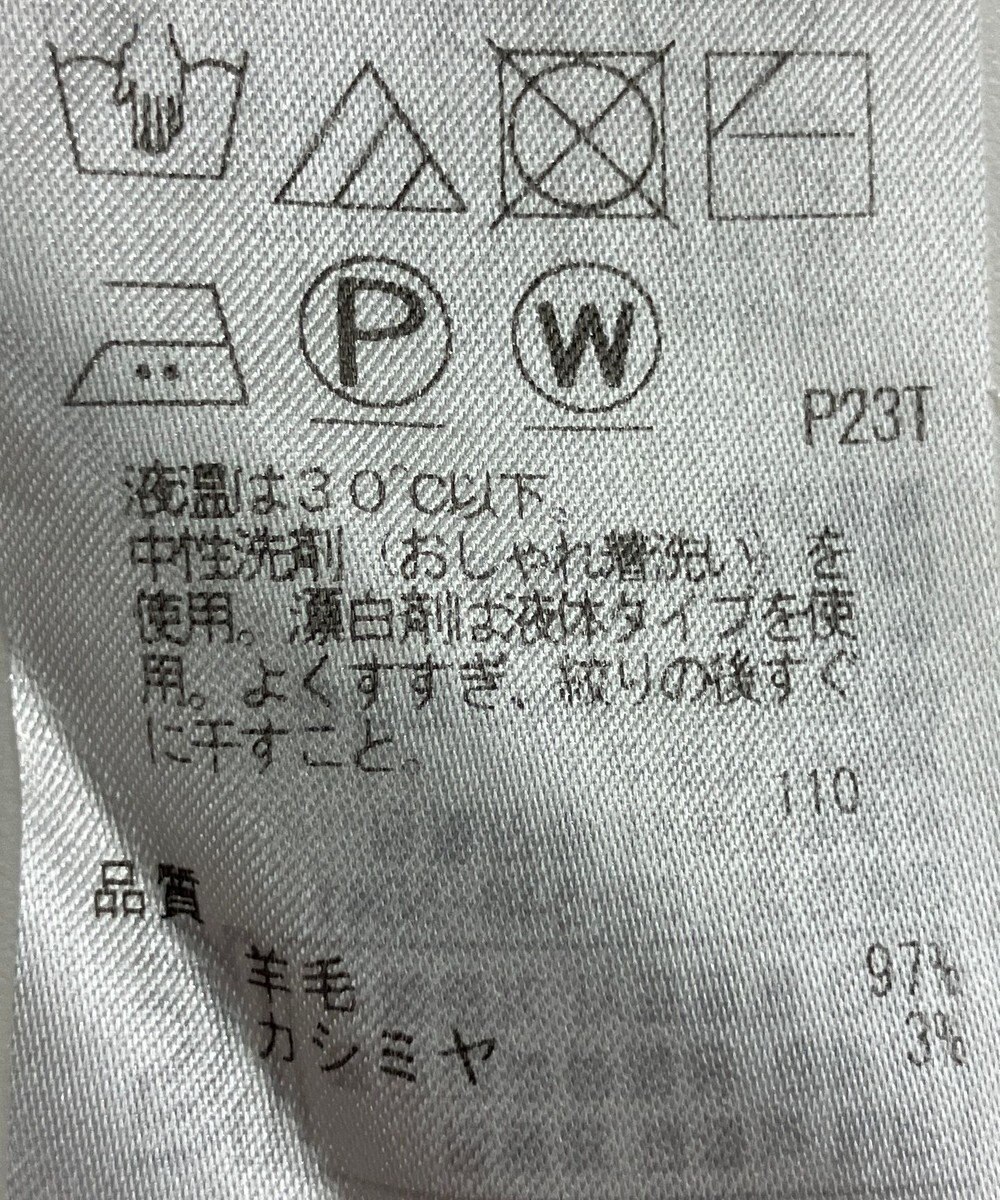 P
W
P23T
液温は30℃以下。
中性洗剤(おしゃれ着洗い)を
使用。漂白剤は液体タイプを使
用。よくすすぎ、絞りの後すぐ
に干すこと。
110
品質
羊毛 97%
カシミヤ 3%